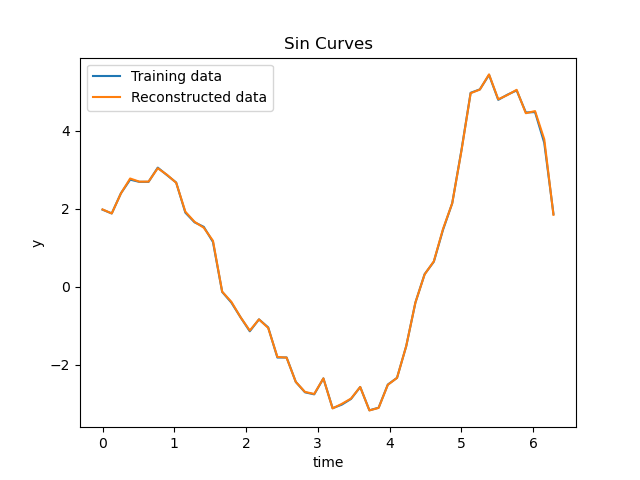 Sin Curves
Training data
Reconstructed data
4
2
0
−2
y
0 1 2 3 4 5 6
time